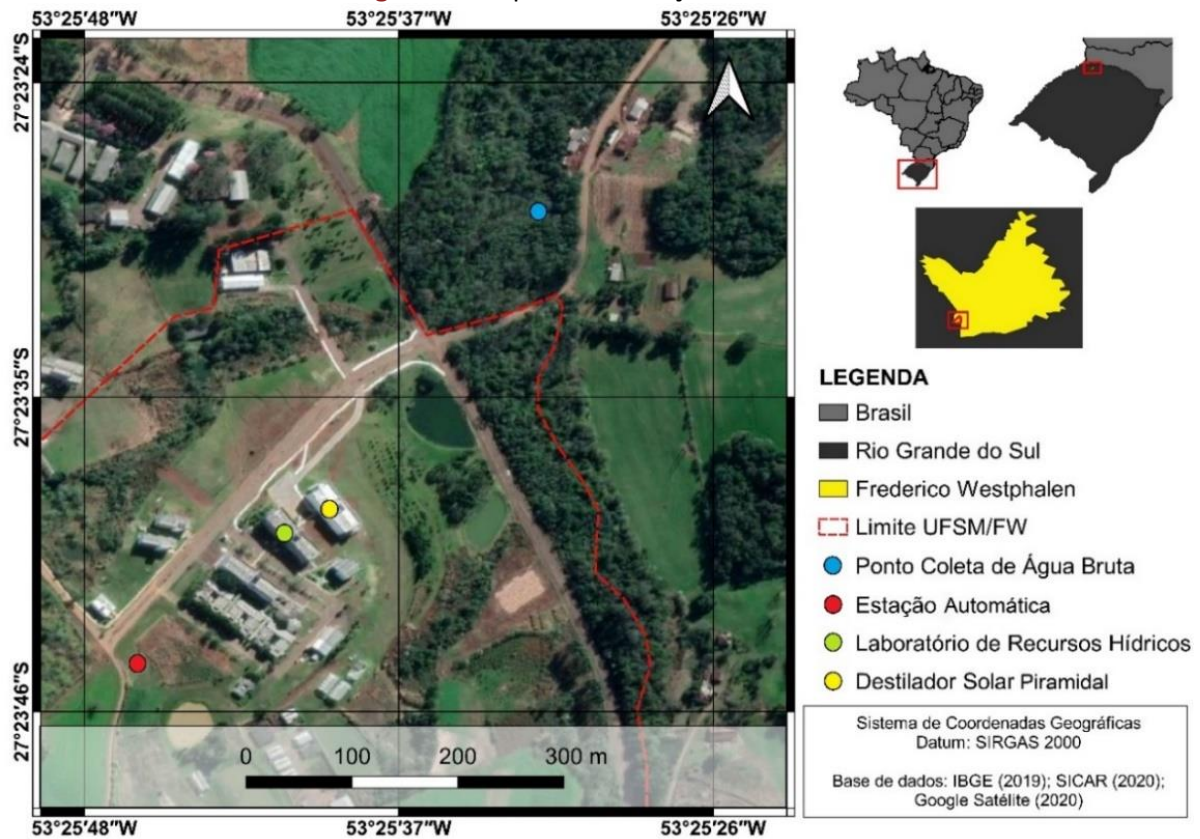 53°25'48"W 53°25'37"W 53°25'26"W
27°23'24"S
27°23'35"S
27°23'46"S
0 100 200 300 m
53°25'48"W 53°25'37"W 53°25'26"W
LEGENDA
Brasil
Rio Grande do Sul
Frederico Westphalen
Limite UFSM/FW
Ponto Coleta de Água Bruta
Estação Automática
Laboratório de Recursos Hídricos
Destilador Solar Piramidal
Sistema de Coordenadas Geográficas
Datum: SIRGAS 2000
Base de dados: IBGE (2019); SICAR (2020);
Google Satélite (2020)